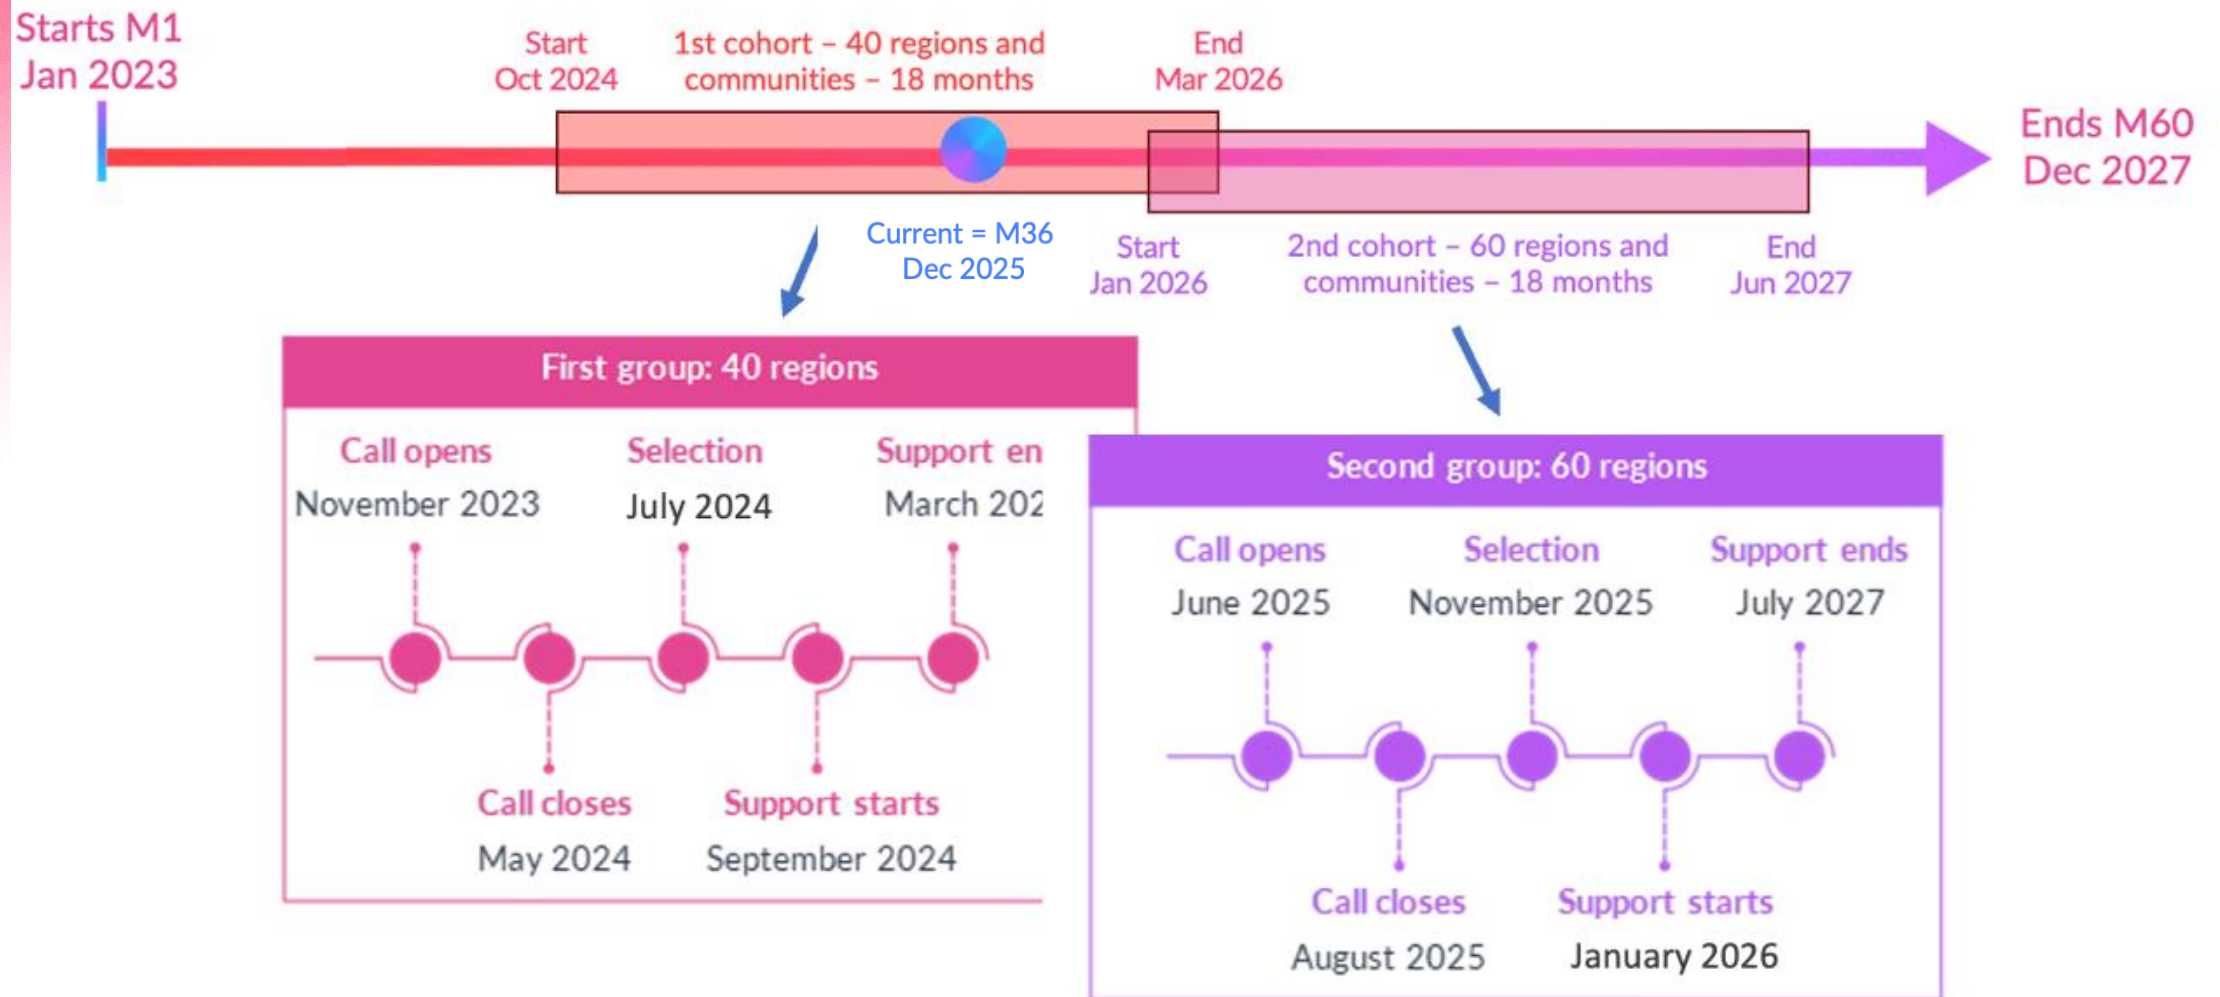 Starts M1
Jan 2023
Start
Oct 2024
1st cohort – 40 regions and
communities – 18 months
End
Mar 2026
Ends M60
Dec 2027
Current = M36
Dec 2025
Start
Jan 2026
2nd cohort – 60 regions and
communities – 18 months
End
Jun 2027
First group: 40 regions
Call opens
November 2023
Selection
July 2024
Support en
March 202
Call closes
May 2024
Support starts
September 2024
Second group: 60 regions
Call opens
June 2025
Selection
November 2025
Support ends
July 2027
Call closes
August 2025
Support starts
January 2026